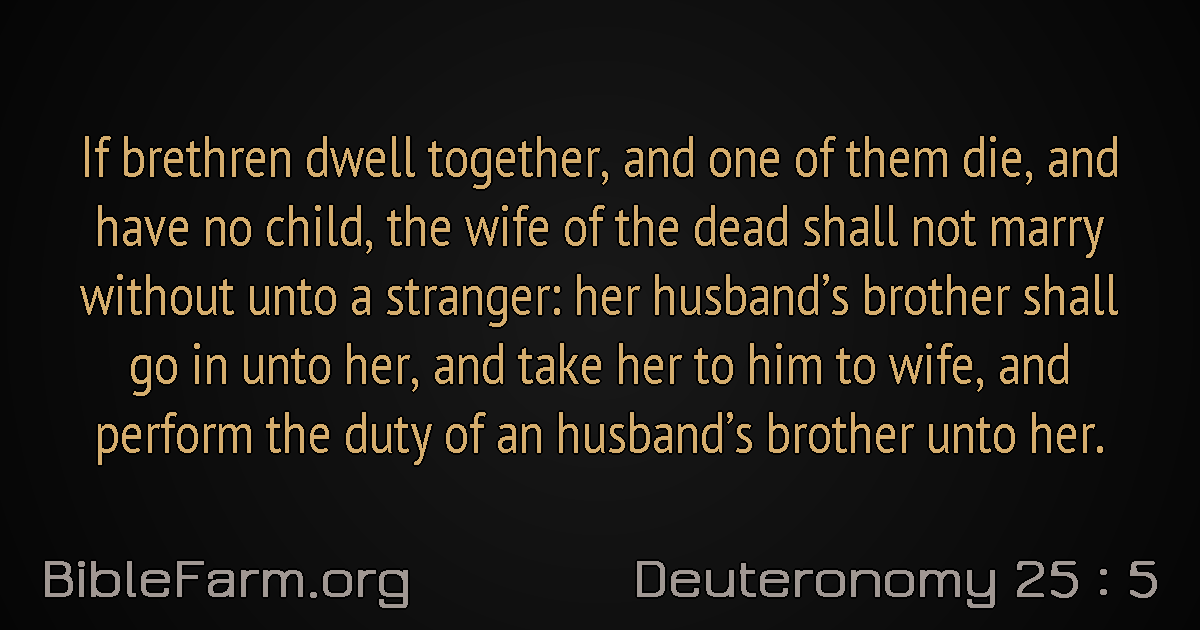 If brethren dwell together, and one of them die, and
have no child, the wife of the dead shall not marry
without unto a stranger: her husband’s brother shall
go in unto her, and take her to him to wife, and
perform the duty of an husband’s brother unto her.
BibleFarm.org
Deuteronomy 25 : 5